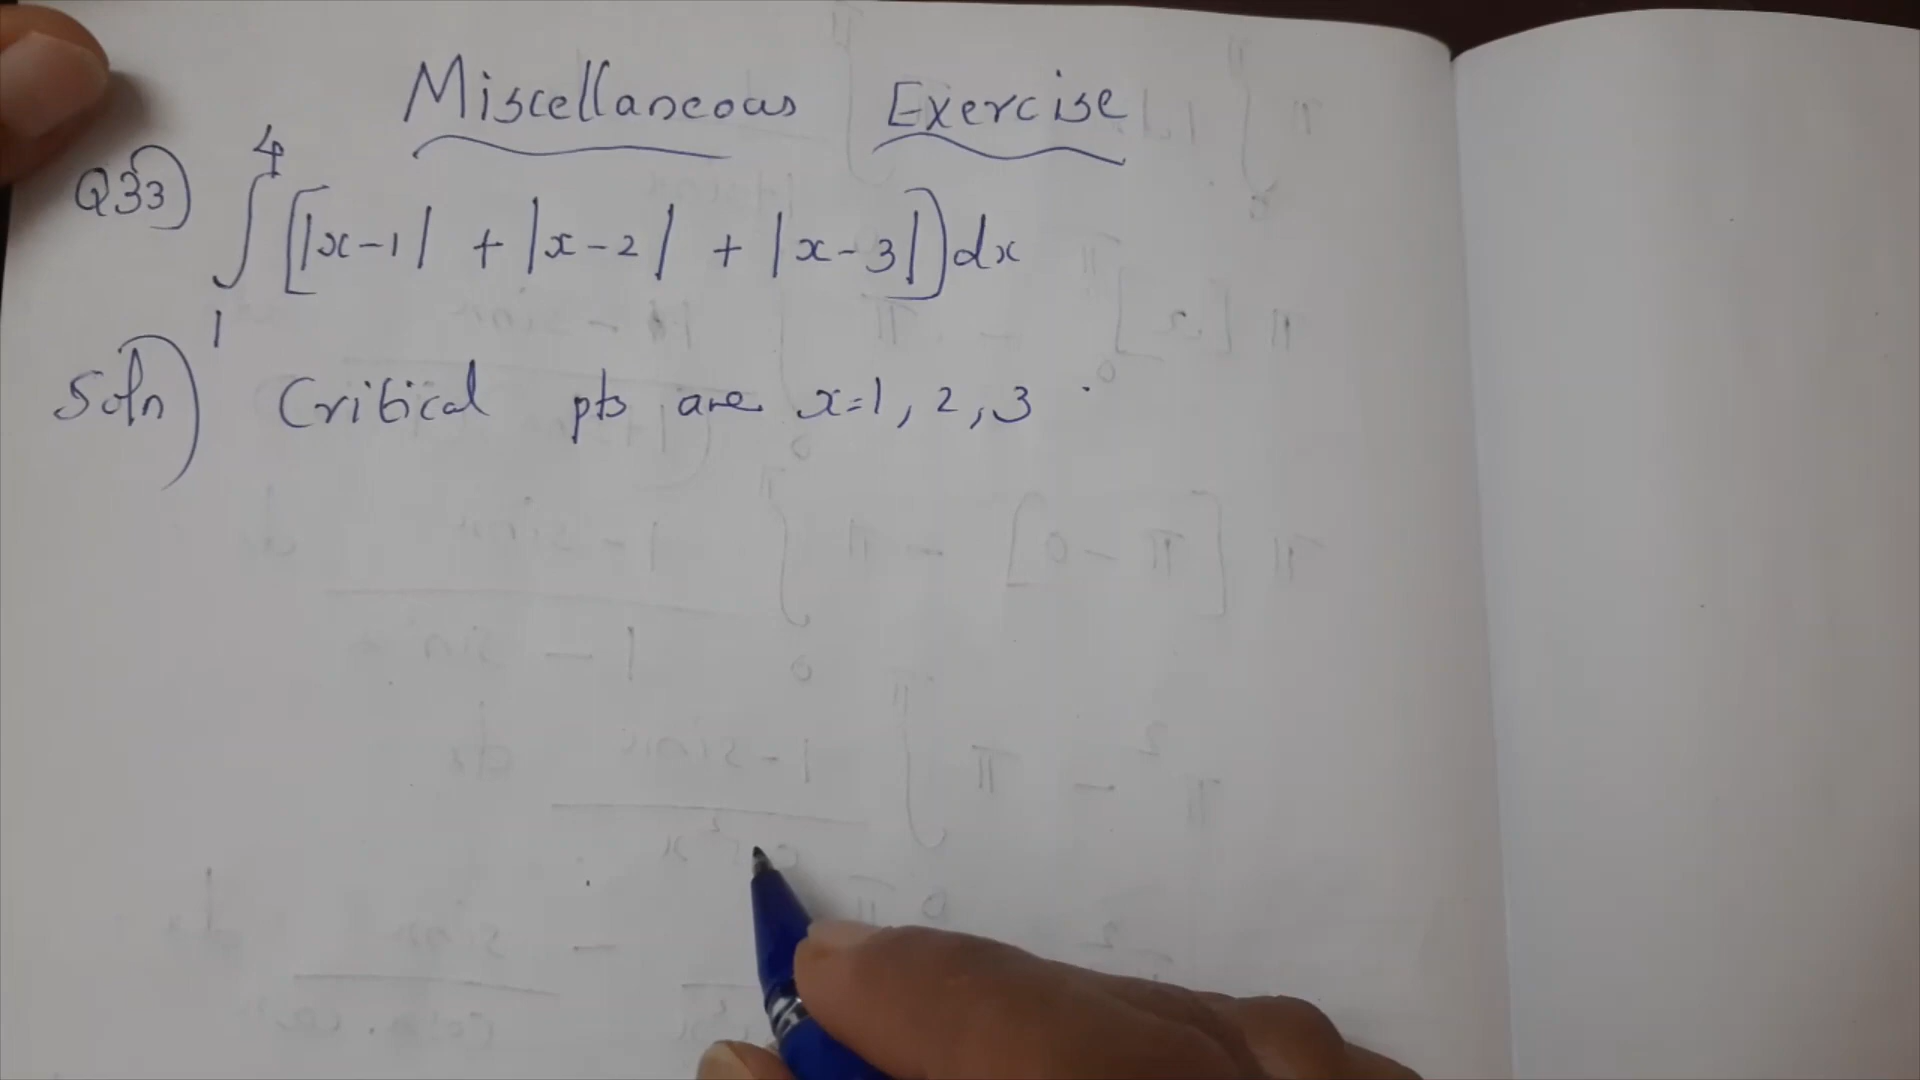 Miscellaneous Exercise
Q33) ∫₁⁴ [|x-1| + |x-2| + |x-3|] dx
Soln) Critical pts are x=1, 2, 3 .